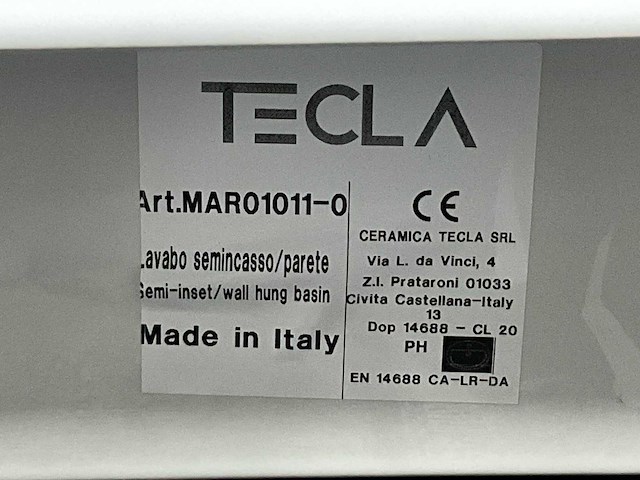 TECLA
Art.MAR01011-0
Lavabo semincasso/parete
Semi-inset/wall hung basin
Made in Italy
CE
CERAMICA TECLA SRL
Via L. da Vinci, 4
Z.I. Prataroni 01033
Civita Castellana-Italy
13
Dop 14688 - CL 20
PH
EN 14688 CA-LR-DA